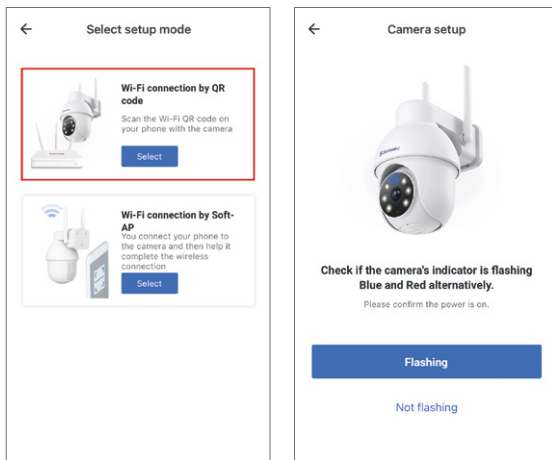 Select setup mode
Wi-Fi connection by QR
code
Scan the Wi-Fi QR code on
your phone with the camera
Select
Wi-Fi connection by Soft-
AP
You connect your phone to
the camera and then help it
complete the wireless
connection
Select
Camera setup
Check if the camera's indicator is flashing
Blue and Red alternatively.
Please confirm the power is on.
Flashing
Not flashing